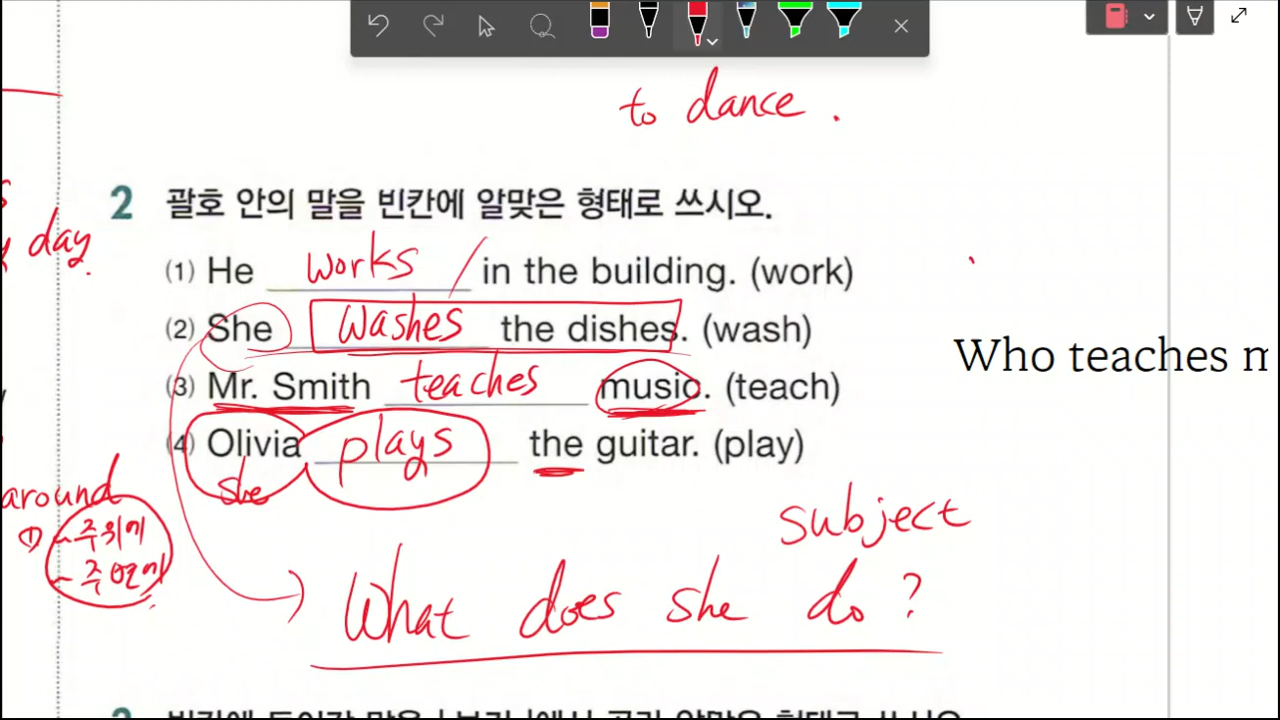 to dance.
day.
2 괄호 안의 말을 빈칸에 알맞은 형태로 쓰시오.
(1) He works in the building. (work)
(2) She washes the dishes. (wash)
Who teaches m
(3) Mr. Smith teaches music. (teach)
(4) Olivia plays the guitar. (play)
she
around
① ~주위에
~주변에
subject
What does she do?